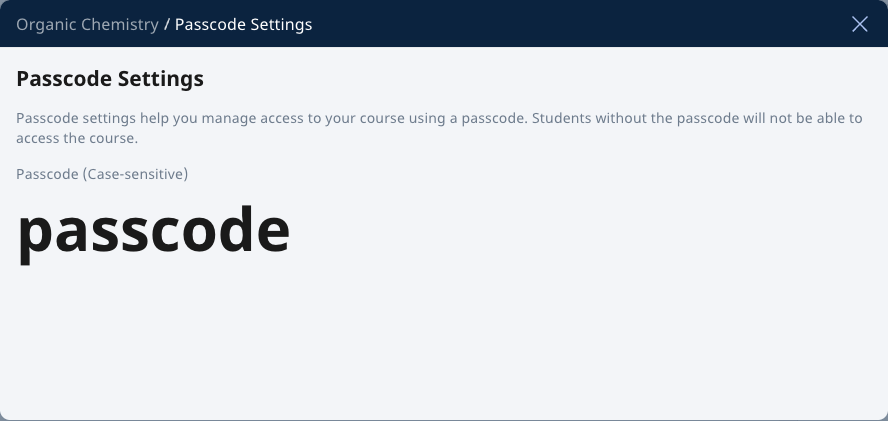 Organic Chemistry / Passcode Settings
Passcode Settings
Passcode settings help you manage access to your course using a passcode. Students without the passcode will not be able to
access the course.
Passcode (Case-sensitive)
passcode